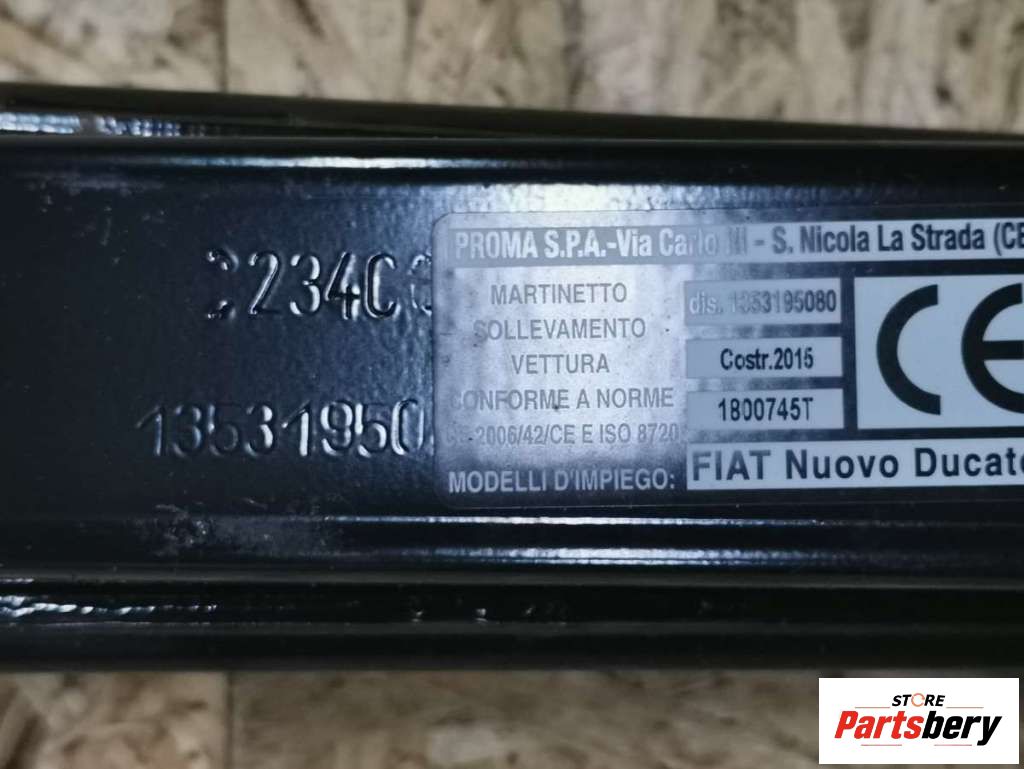 2234C
PROMA S.P.A.-Via Carlo III - S. Nicola La Strada (CE
MARTINETTO
SOLLEVAMENTO
VETTURA
CONFORME A NORME
2006/42/CE E ISO 8720
MODELLI D'IMPIEGO:
dis. 1353195080
Costr.2015
1800745T
CE
FIAT Nuovo Ducato
13531950
STORE
Partsbery